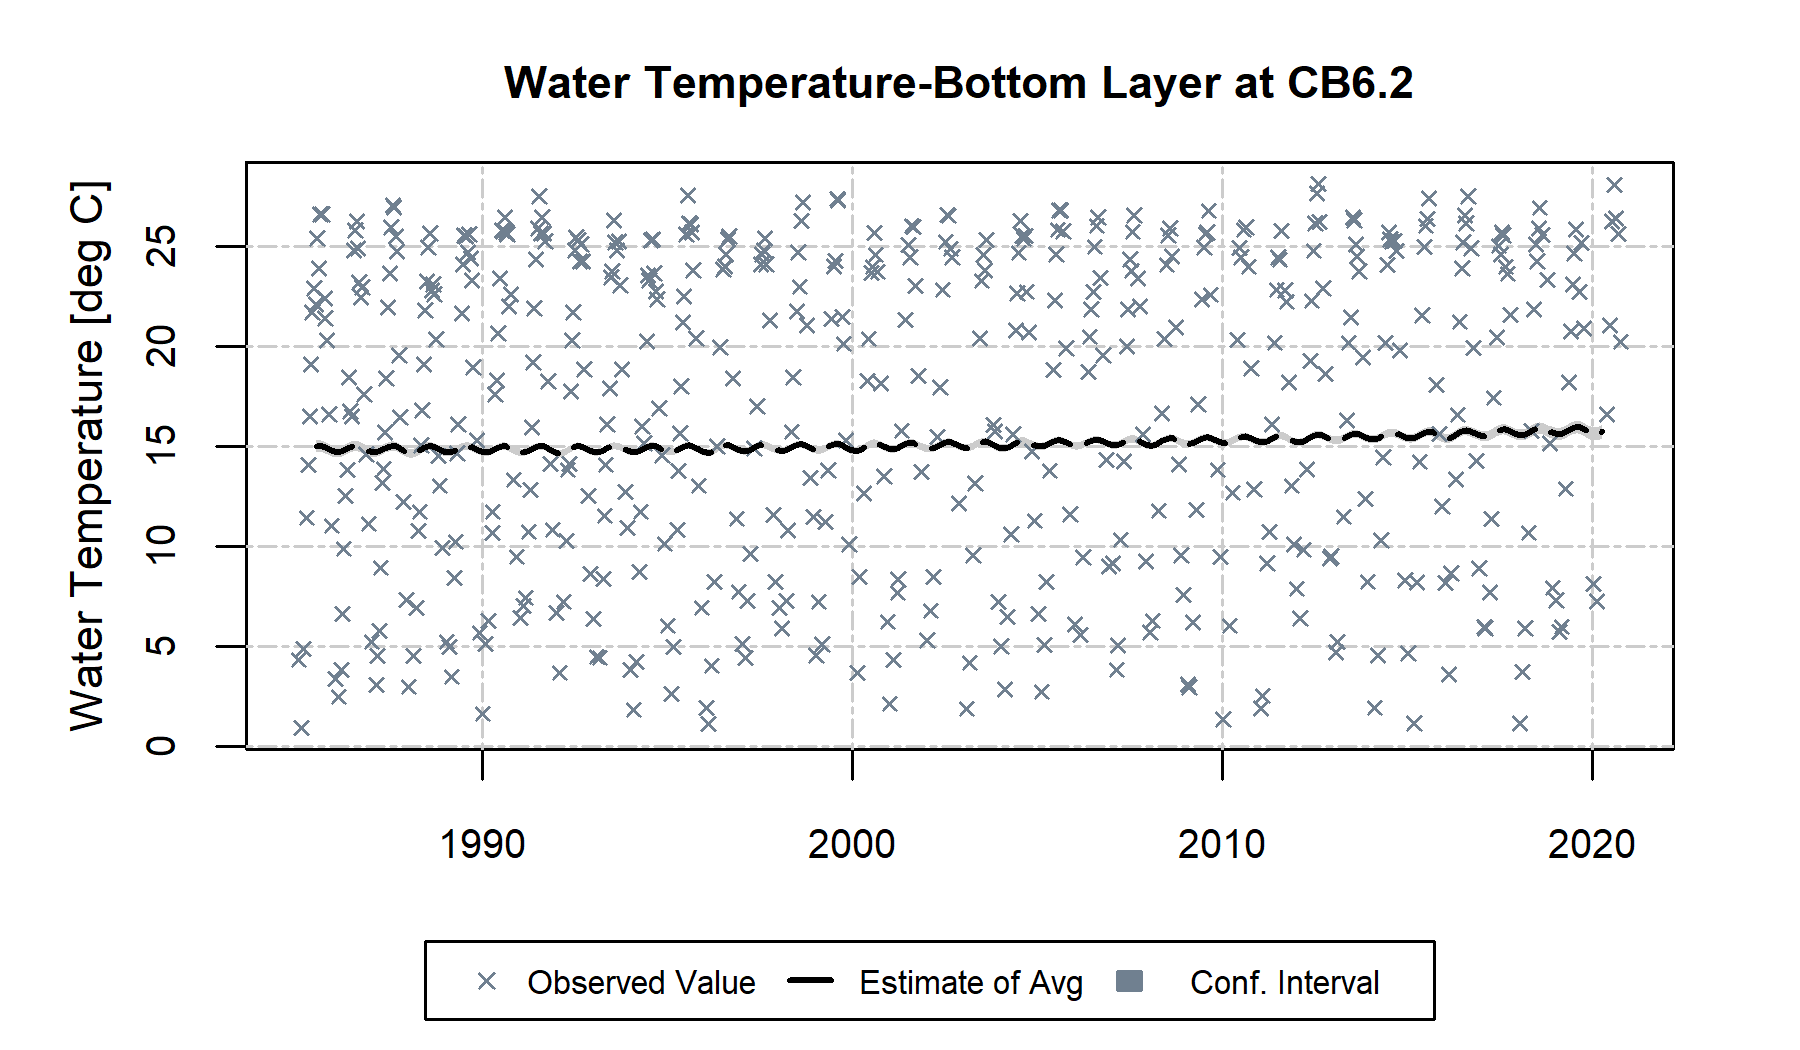 Water Temperature-Bottom Layer at CB6.2
Water Temperature [deg C]
25
20
15
10
5
0
1990 2000 2010 2020
Observed Value Estimate of Avg Conf. Interval